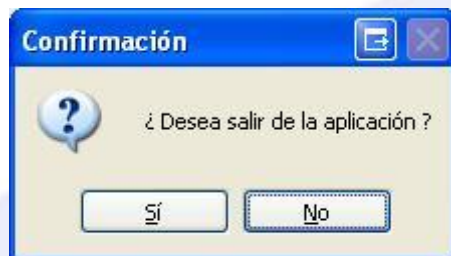 Confirmación
¿ Desea salir de la aplicación ?
Sí
No